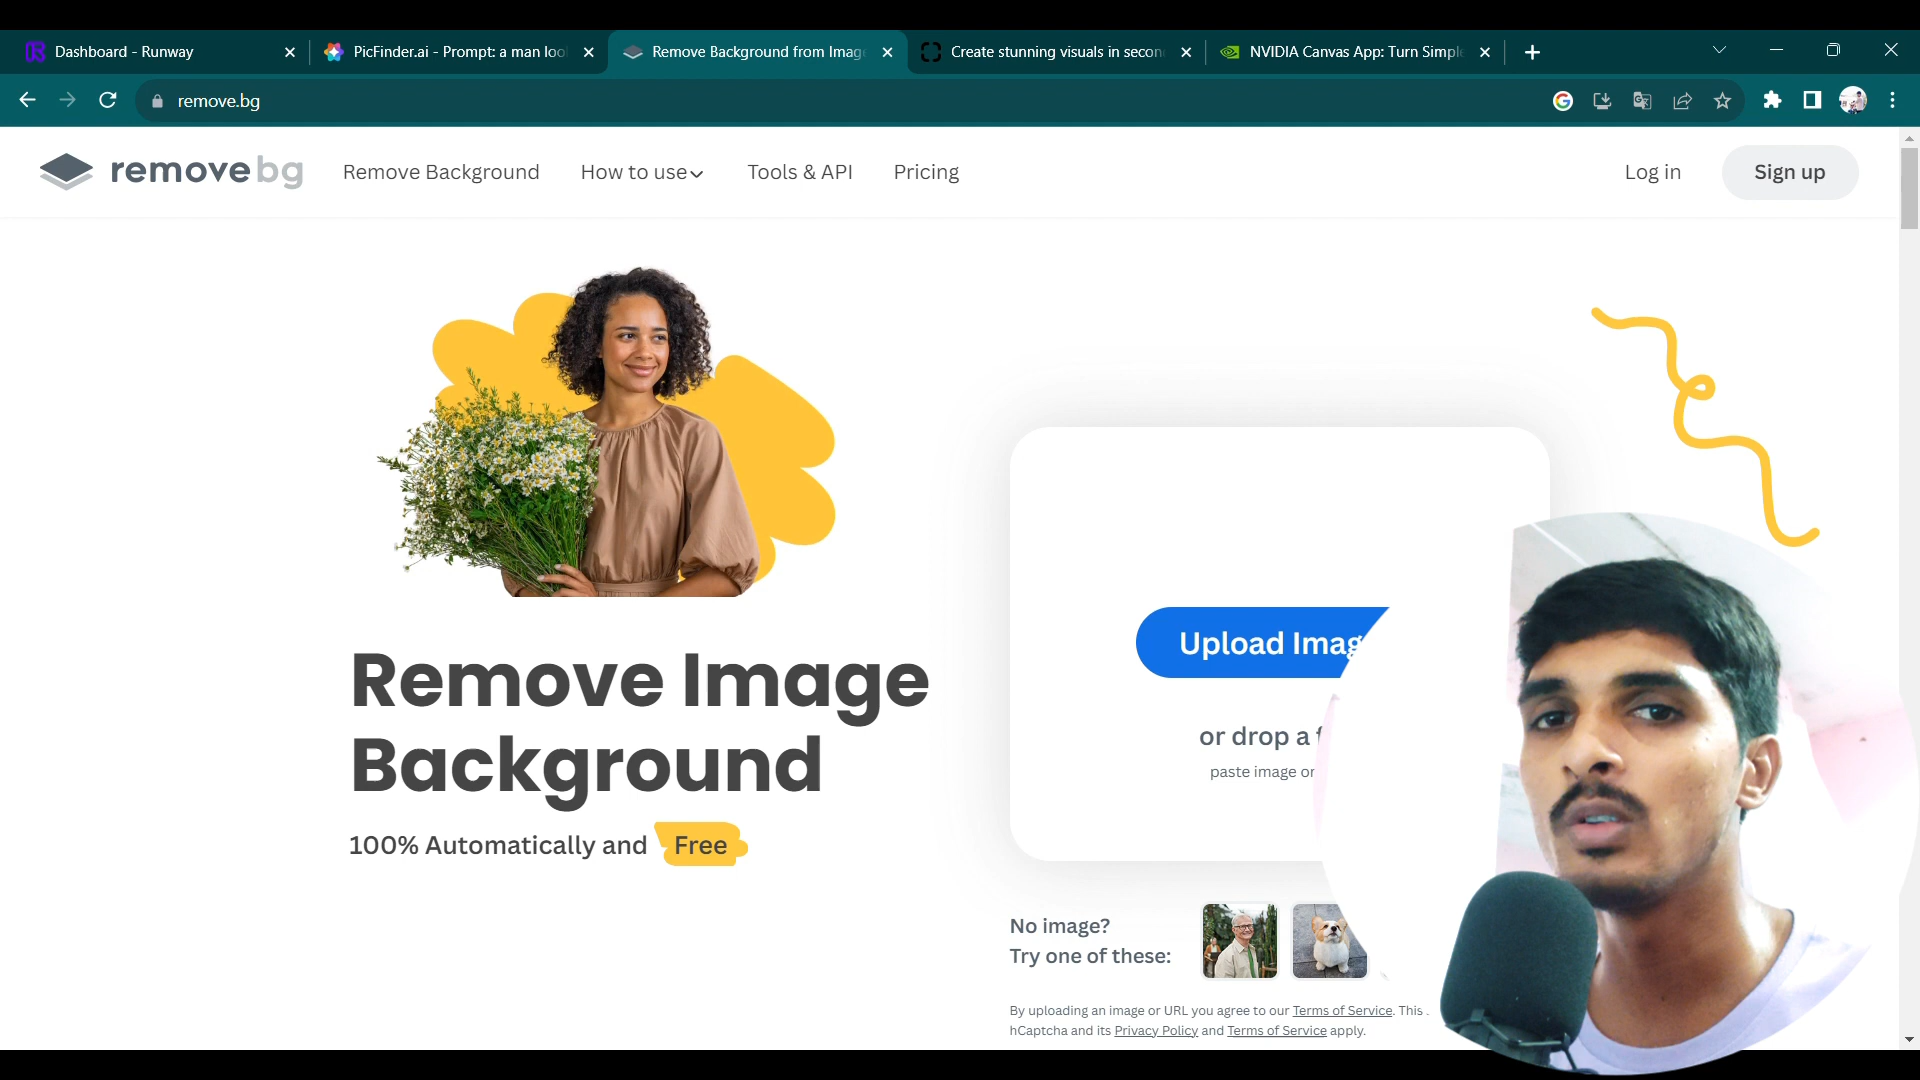 Dashboard - Runway
PicFinder.ai - Prompt: a man loo
Remove Background from Image
Create stunning visuals in secon
NVIDIA Canvas App: Turn Simple
remove.bg
removebg
Remove Background
How to use
Tools & API
Pricing
Log in
Sign up
Remove Image
Background
100% Automatically and Free
Upload Imag
or drop a f
paste image or
No image?
Try one of these:
By uploading an image or URL you agree to our Terms of Service. This
hCaptcha and its Privacy Policy and Terms of Service apply.